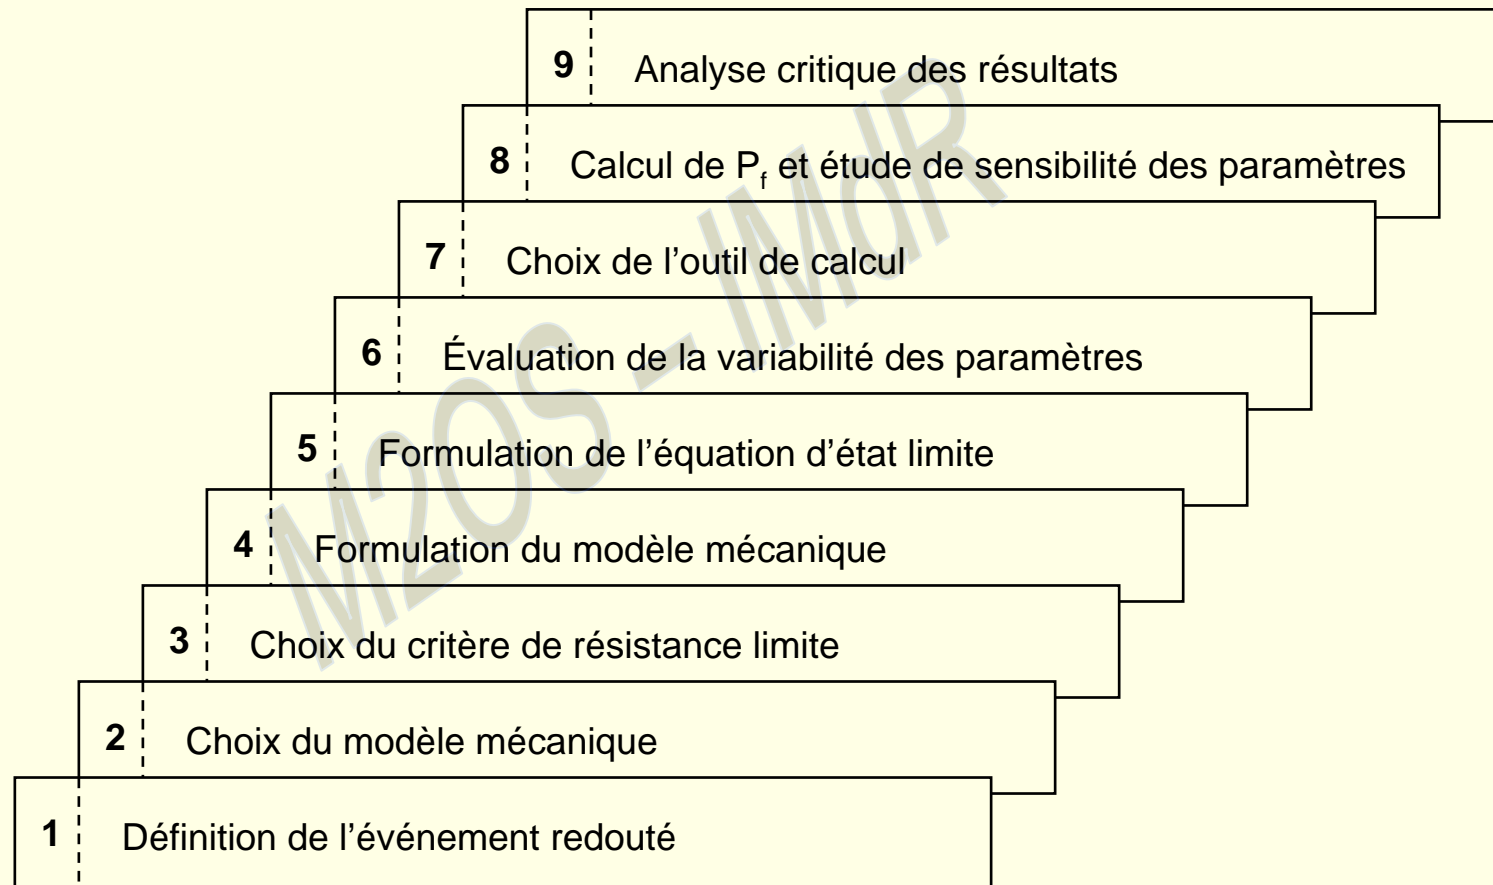 9 Analyse critique des résultats
8 Calcul de Pf et étude de sensibilité des paramètres
7 Choix de l’outil de calcul
6 Évaluation de la variabilité des paramètres
5 Formulation de l’équation d’état limite
4 Formulation du modèle mécanique
3 Choix du critère de résistance limite
2 Choix du modèle mécanique
1 Définition de l’événement redouté
M2OS – IMdR